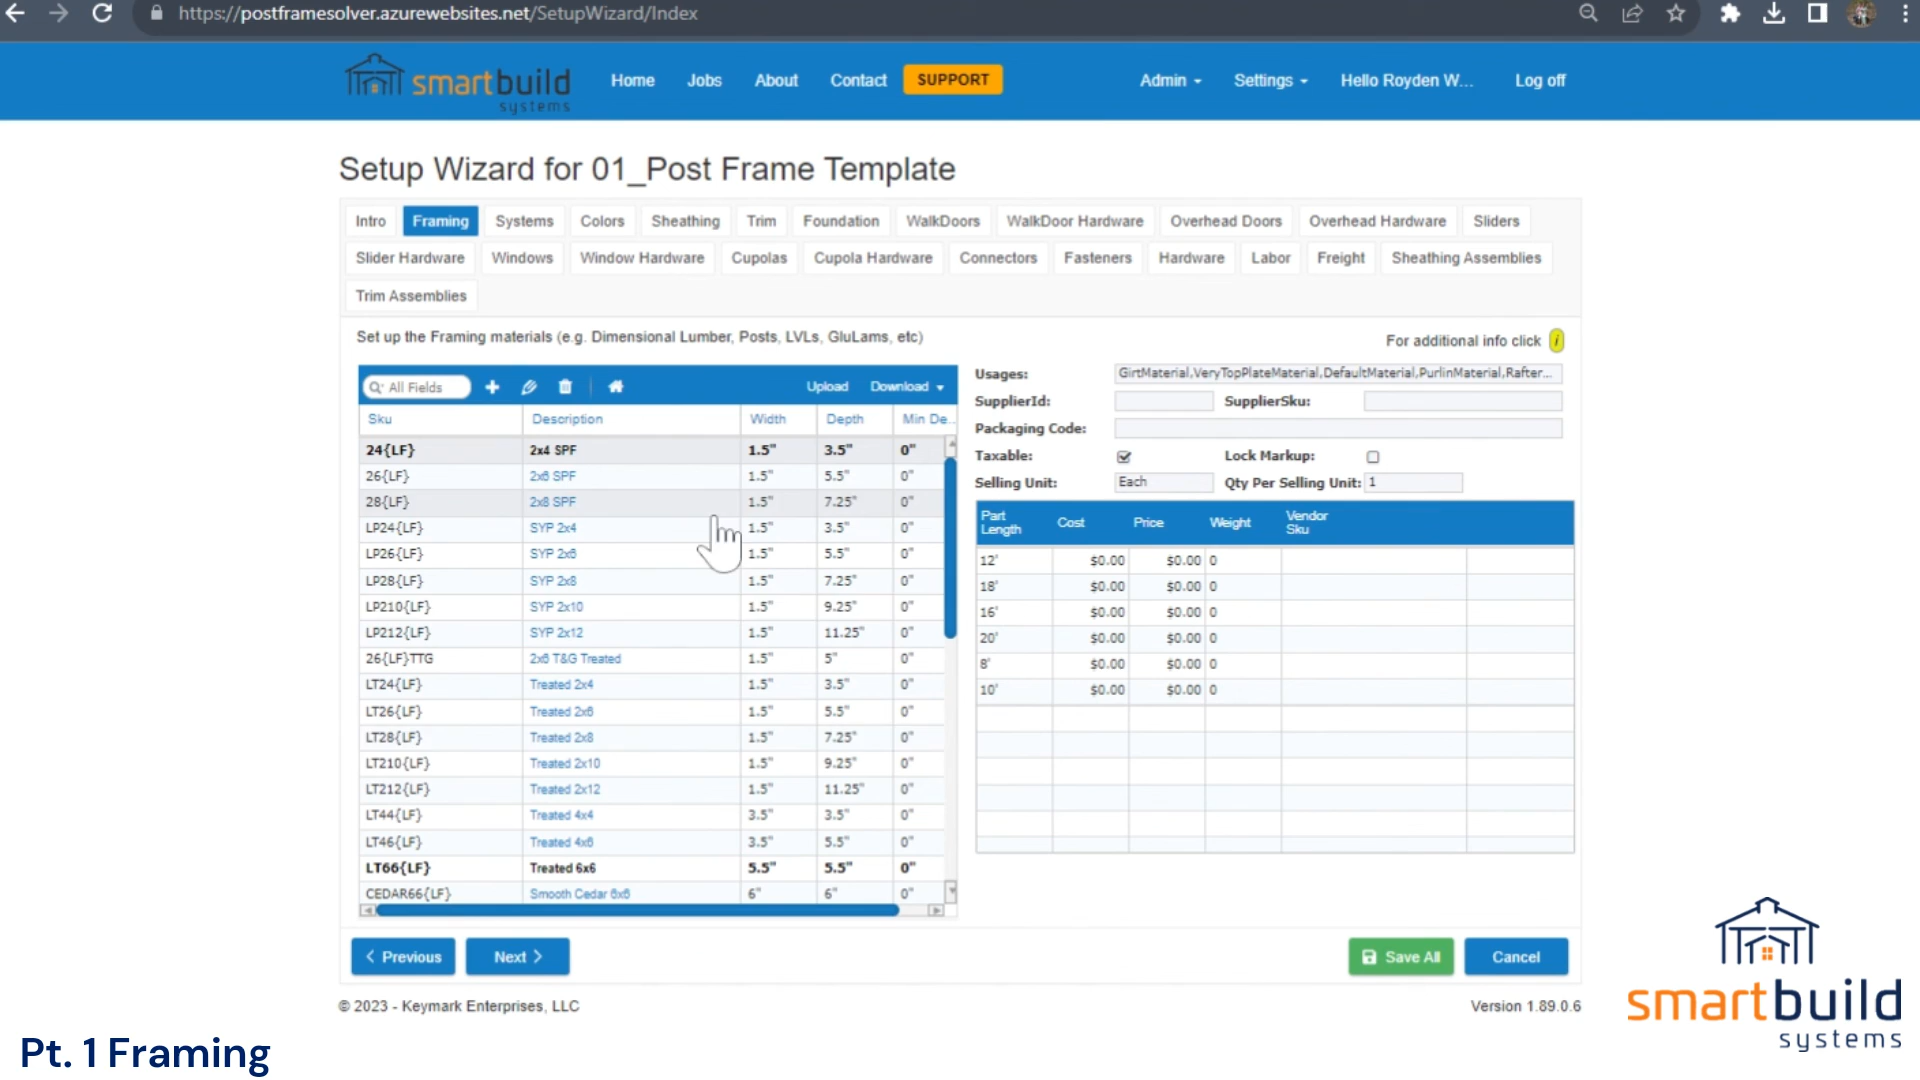 https://postframesolver.azurewebsites.net/SetupWizard/Index
smartbuild
systems
Home Jobs About Contact SUPPORT Admin Settings Hello Royden W... Log off
Setup Wizard for 01_Post Frame Template
Intro Framing Systems Colors Sheathing Trim Foundation WalkDoors WalkDoor Hardware Overhead Doors Overhead Hardware Sliders
Slider Hardware Windows Window Hardware Cupolas Cupola Hardware Connectors Fasteners Hardware Labor Freight Sheathing Assemblies
Trim Assemblies
Set up the Framing materials (e.g. Dimensional Lumber, Posts, LVLs, GluLams, etc)
For additional info click i
All Fields Upload Download
Sku Description Width Depth Min De..
24{LF} 2x4 SPF 1.5" 3.5" 0"
26{LF} 2x6 SPF 1.5" 5.5" 0"
28{LF} 2x8 SPF 1.5" 7.25" 0"
LP24{LF} SYP 2x4 1.5" 3.5" 0"
LP26{LF} SYP 2x6 1.5" 5.5" 0"
LP28{LF} SYP 2x8 1.5" 7.25" 0"
LP210{LF} SYP 2x10 1.5" 9.25" 0"
LP212{LF} SYP 2x12 1.5" 11.25" 0"
26{LF}TTG 2x6 T&G Treated 1.5" 5" 0"
LT24{LF} Treated 2x4 1.5" 3.5" 0"
LT26{LF} Treated 2x6 1.5" 5.5" 0"
LT28{LF} Treated 2x8 1.5" 7.25" 0"
LT210{LF} Treated 2x10 1.5" 9.25" 0"
LT212{LF} Treated 2x12 1.5" 11.25" 0"
LT44{LF} Treated 4x4 3.5" 3.5" 0"
LT46{LF} Treated 4x6 3.5" 5.5" 0"
LT66{LF} Treated 6x6 5.5" 5.5" 0"
CEDAR66{LF} Smooth Cedar 6x6 6" 6" 0"
Usages: GirtMaterial,VeryTopPlateMaterial,DefaultMaterial,PurlinMaterial,Rafter...
SupplierId: SupplierSku:
Packaging Code:
Taxable: Lock Markup:
Selling Unit: Each Qty Per Selling Unit: 1
Part Length Cost Price Weight Vendor Sku
12' $0.00 $0.00 0
18' $0.00 $0.00 0
16' $0.00 $0.00 0
20' $0.00 $0.00 0
8' $0.00 $0.00 0
10' $0.00 $0.00 0
Previous Next Save All Cancel
© 2023 - Keymark Enterprises, LLC Version 1.89.0.6
smartbuild
systems
Pt. 1 Framing